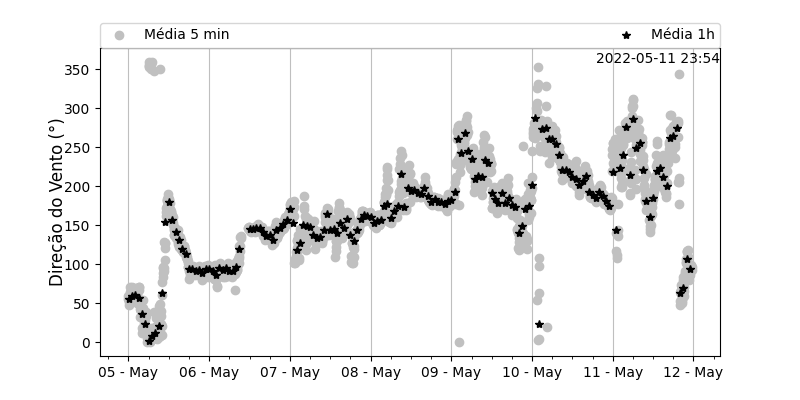 Média 5 min
Média 1h
2022-05-11 23:54
Direção do Vento (°)
350
300
250
200
150
100
50
0
05 - May
06 - May
07 - May
08 - May
09 - May
10 - May
11 - May
12 - May